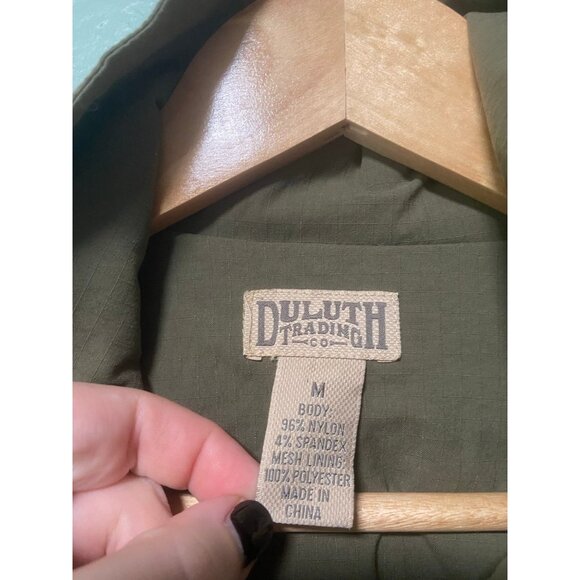 DULUTH
TRADING
CO
M
BODY:
96% NYLON
4% SPANDEX
MESH LINING:
100% POLYESTER
MADE IN
CHINA